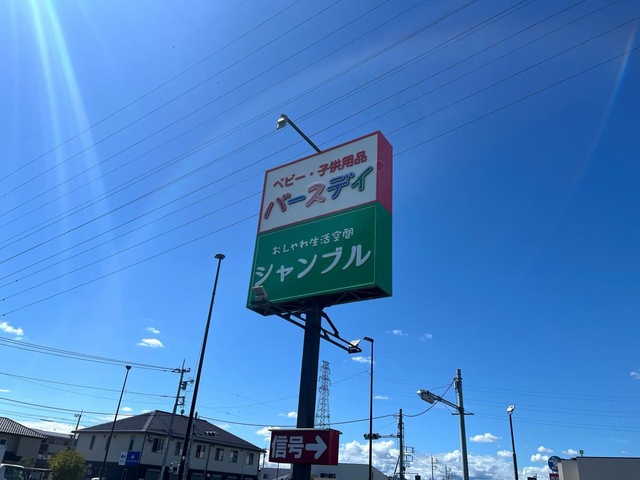 ベビー・子供用品
バースデイ
おしゃれ生活空間
シャンブル
信号→